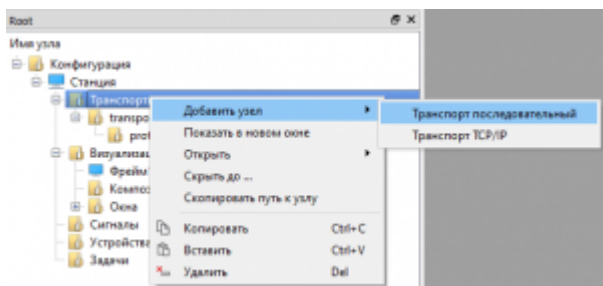 Root
Имя узла
Конфигурация
Станция
Транспорт
Добавить узел
Транспорт последовательный
transpo
Показать в новом окне
Транспорт TCP/IP
prot
Открыть
Визуализац
Скрыть до ...
Фрейм
Скопировать путь к узлу
Композ
Окна
Сигналы
Копировать Ctrl+C
Устройства
Вставить Ctrl+V
Задачи
Удалить Del